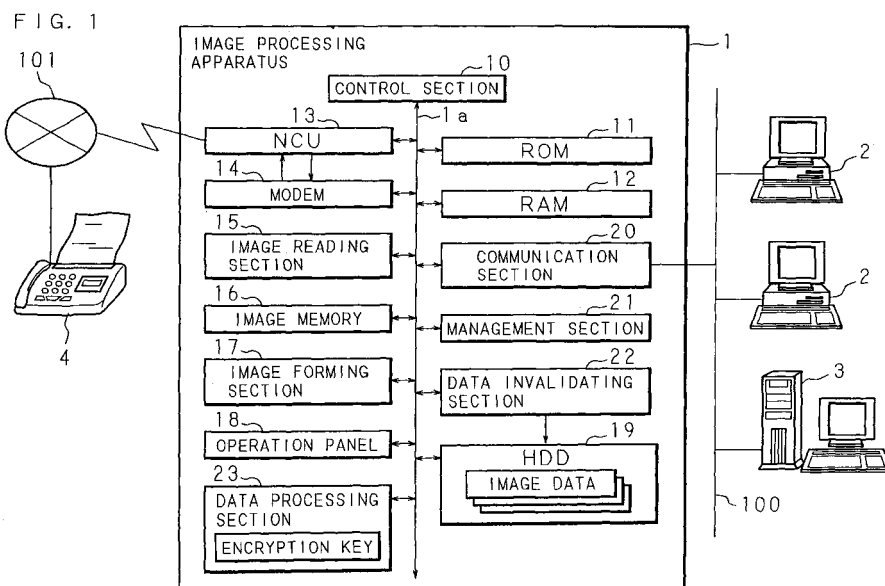 FIG. 1
IMAGE PROCESSING
APPARATUS
1
101
10
CONTROL SECTION
1a
13
NCU
11
ROM
14
MODEM
12
RAM
2
15
IMAGE READING
SECTION
20
COMMUNICATION
SECTION
2
4
16
IMAGE MEMORY
21
MANAGEMENT SECTION
17
IMAGE FORMING
SECTION
22
DATA INVALIDATING
SECTION
3
18
OPERATION PANEL
19
HDD
IMAGE DATA
23
DATA PROCESSING
SECTION
ENCRYPTION KEY
100